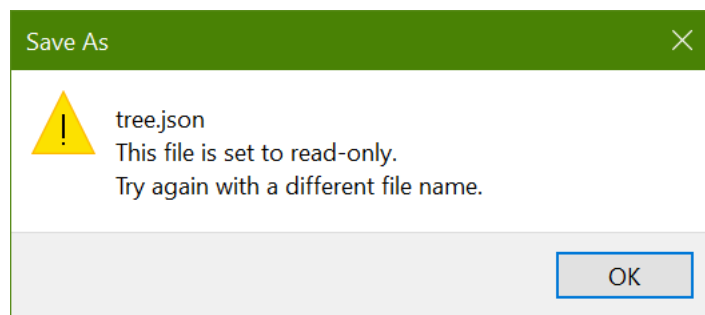 Save As
tree.json
This file is set to read-only.
Try again with a different file name.
OK